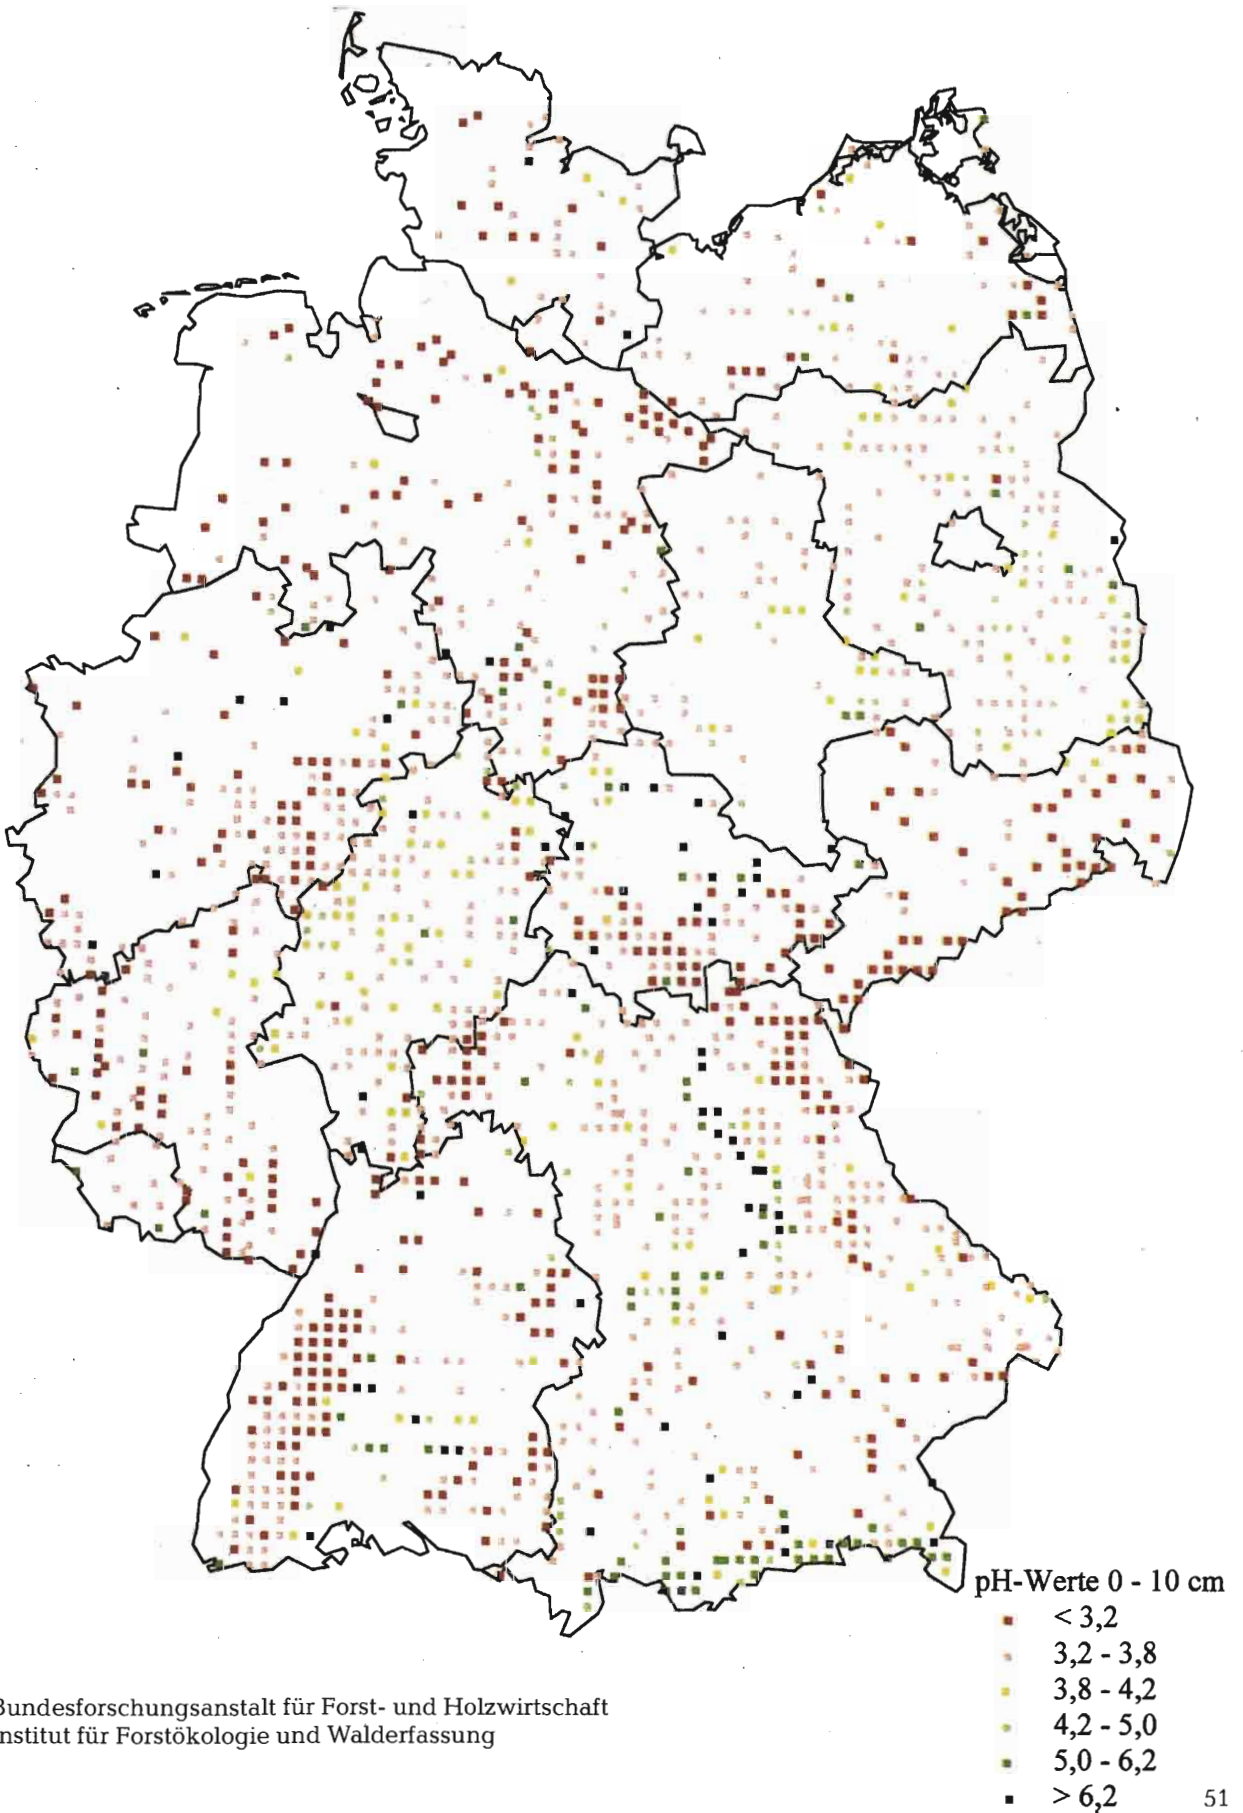 pH-Werte 0 - 10 cm
< 3,2
3,2 - 3,8
3,8 - 4,2
4,2 - 5,0
5,0 - 6,2
> 6,2
Bundesforschungsanstalt für Forst- und Holzwirtschaft
nstitut für Forstökologie und Walderfassung
51